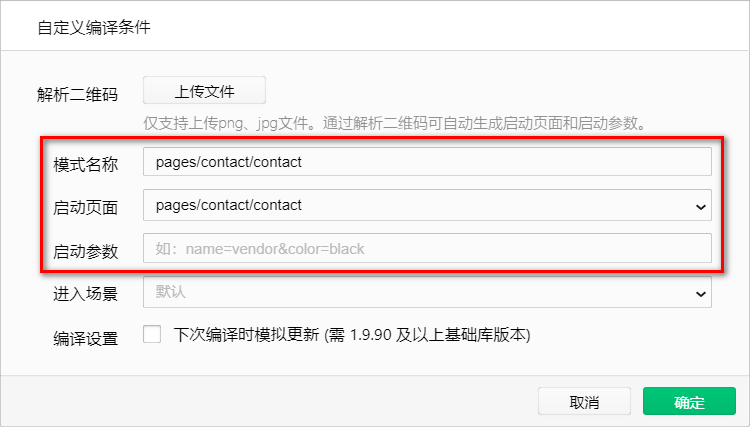 自定义编译条件
解析二维码 上传文件
仅支持上传png、jpg文件。通过解析二维码可自动生成启动页面和启动参数。
模式名称 pages/contact/contact
启动页面 pages/contact/contact
启动参数 如：name=vendor&color=black
进入场景 默认
编译设置 下次编译时模拟更新 (需 1.9.90 及以上基础库版本)
取消 确定